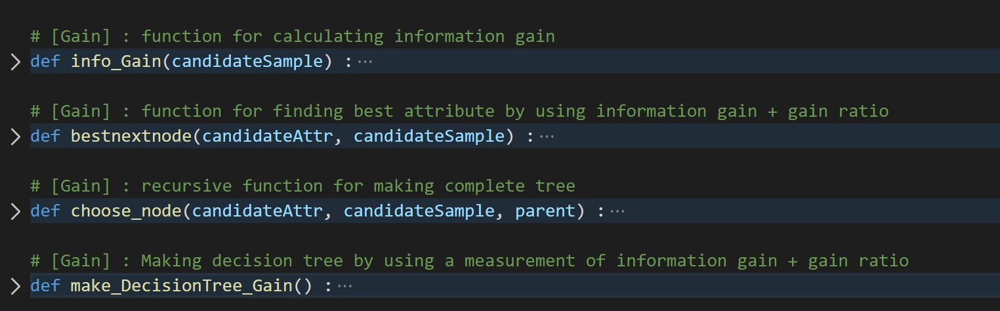 # [Gain] : function for calculating information gain
def info_Gain(candidateSample) :⋯
# [Gain] : function for finding best attribute by using information gain + gain ratio
def bestnextnode(candidateAttr, candidateSample) :⋯
# [Gain] : recursive function for making complete tree
def choose_node(candidateAttr, candidateSample, parent) :⋯
# [Gain] : Making decision tree by using a measurement of information gain + gain ratio
def make_DecisionTree_Gain() :⋯